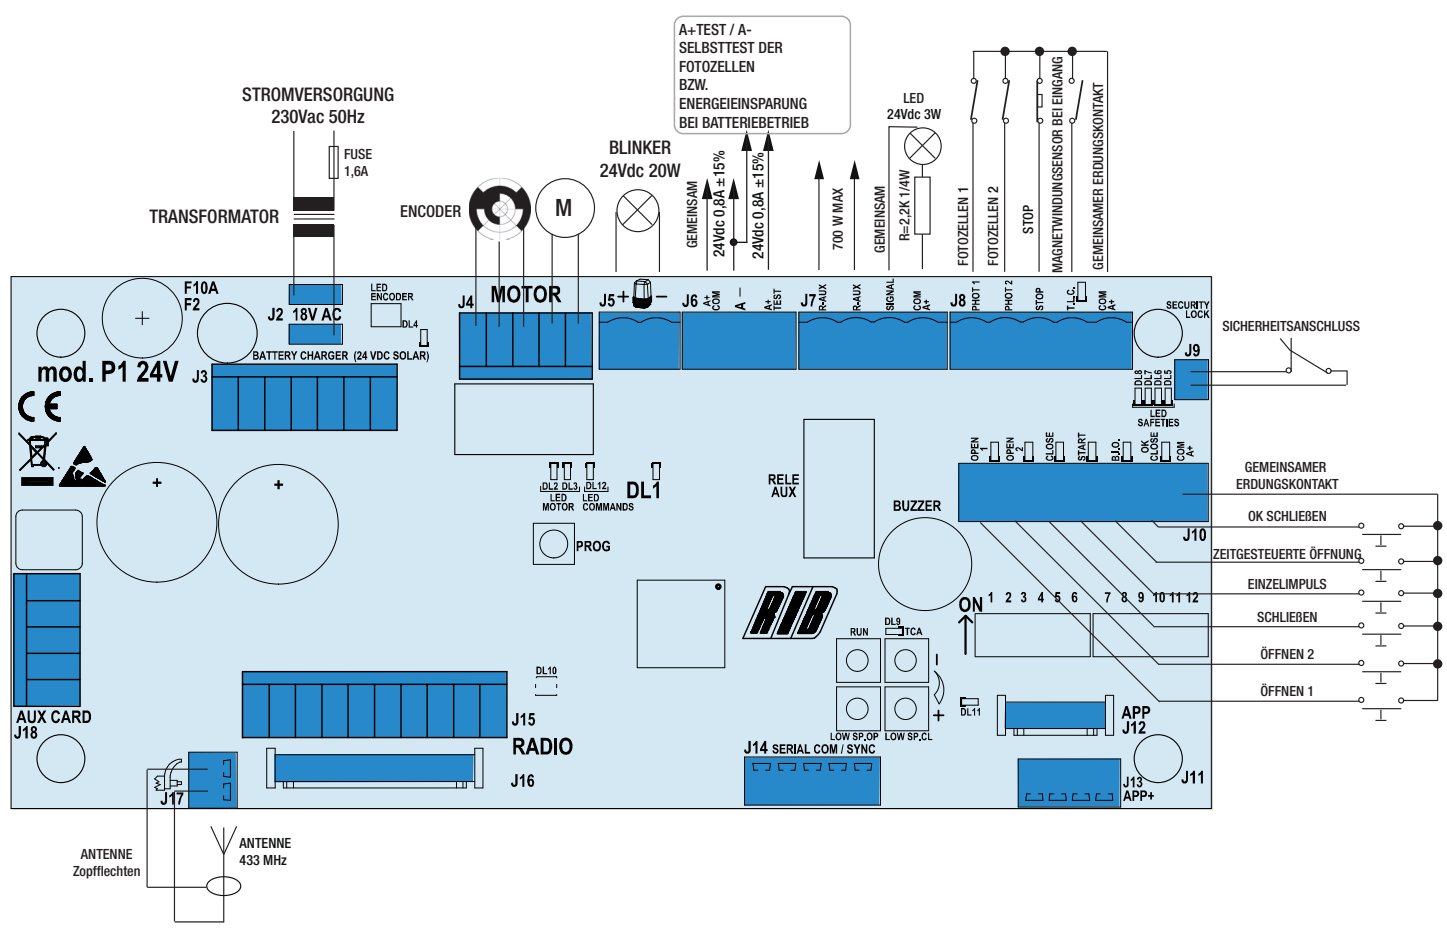 A+TEST / A-
SELBSTTEST DER
FOTOZELLEN
BZW.
ENERGIEEINSPARUNG
BEI BATTERIEBETRIEB
STROMVERSORGUNG
230Vac 50Hz
FUSE
1,6A
TRANSFORMATOR
ENCODER
M
BLINKER
24Vdc 20W
GEMEINSAM
24Vdc 0,8A ±15%
24Vdc 0,8A ±15%
700 W MAX
GEMEINSAM
LED
24Vdc 3W
R=2,2K 1/4W
FOTOZELLEN 1
FOTOZELLEN 2
STOP
MAGNETWINDUNGSENSOR BEI EINGANG
GEMEINSAMER ERDUNGSKONTAKT
F10A
F2
J2
18V AC
LED
ENCODER
DL4
J4
MOTOR
J5
+
-
J6
A+
COM
A -
A+
TEST
J7
R-AUX
R-AUX
SIGNAL
COM
A+
J8
PHOT 1
PHOT 2
STOP
T.L.C.
COM
A+
SECURITY
LOCK
J9
SICHERHEITSANSCHLUSS
mod. P1 24V
J3
BATTERY CHARGER (24 VDC SOLAR)
CE
DL8
DL7
DL6
DL5
LED
SAFETIES
+
+
+
DL2
DL3
LED
MOTOR
DL12
LED
COMMANDS
DL1
PROG
RELE
AUX
BUZZER
OPEN
1
OPEN
2
CLOSE
START
B.I.O.
OK
CLOSE
COM
A+
J10
GEMEINSAMER
ERDUNGSKONTAKT
OK SCHLIEßEN
ZEITGESTEUERTE ÖFFNUNG
EINZELIMPULS
SCHLIEßEN
ÖFFNEN 2
ÖFFNEN 1
ON
1 2 3 4 5 6
7 8 9 10 11 12
RIB
RUN
DL9
TCA
-
+
LOW SP.OP
LOW SP.CL
DL11
APP
J12
J11
J13
APP+
J14 SERIAL COM / SYNC
DL10
J15
RADIO
J16
AUX CARD
J18
J17
ANTENNE
Zopfflechten
ANTENNE
433 MHz